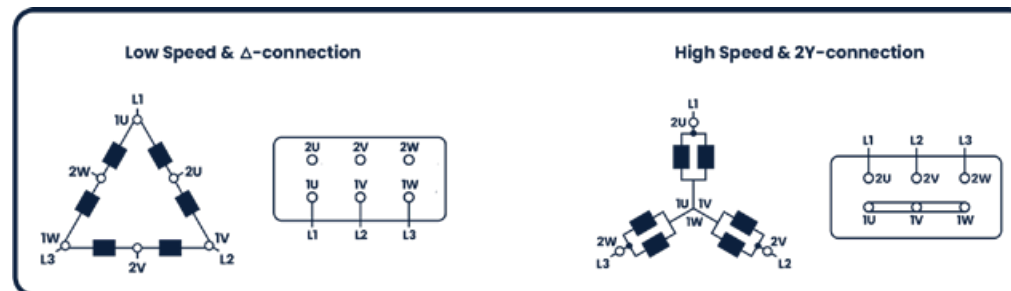 Low Speed & △-connection
L1
1U
2W
2U
1W
1V
L3
2V
L2
2U 2V 2W
1U 1V 1W
L1 L2 L3
High Speed & 2Y-connection
L1
2U
1U 1V
1W
2W
2V
L3
L2
L1 L2 L3
2U 2V 2W
1U 1V 1W